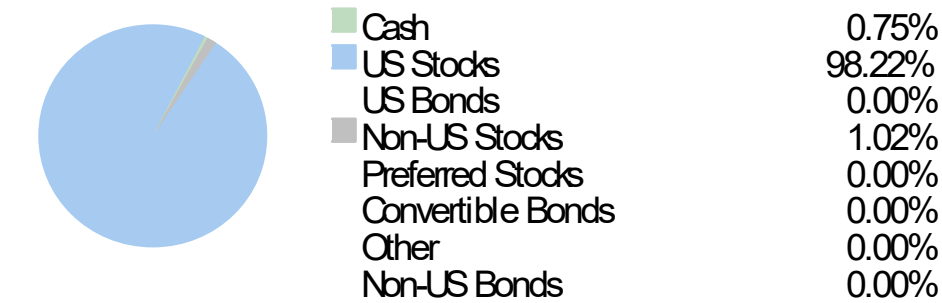 Cash 0.75%
US Stocks 98.22%
US Bonds 0.00%
Non-US Stocks 1.02%
Preferred Stocks 0.00%
Convertible Bonds 0.00%
Other 0.00%
Non-US Bonds 0.00%